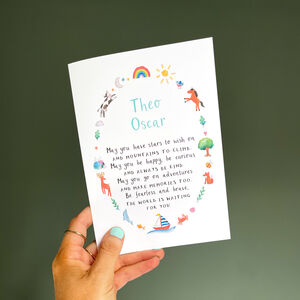 Theo
Oscar
May you have stars to wish on
AND MOUNTAINS TO CLIMB.
May you be happy, be curious
AND ALWAYS BE KIND.
May you go on adventures
AND MAKE MEMORIES TOO.
Be fearless and brave,
THE WORLD IS WAITING
FOR YOU